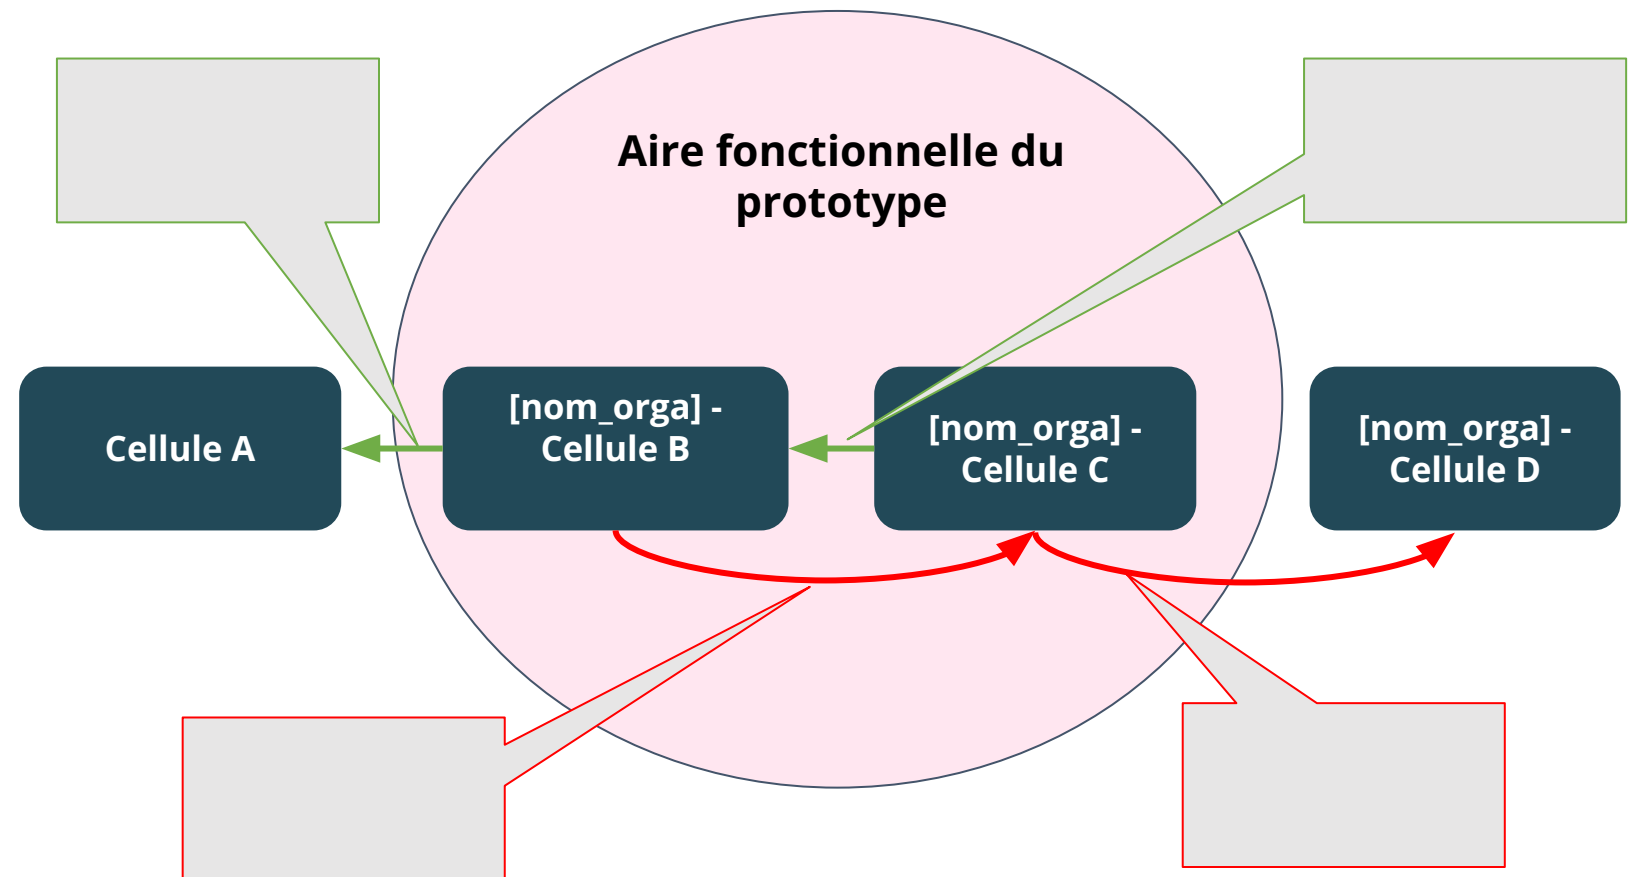 Aire fonctionnelle du
prototype
Cellule A
[nom_orga] -
Cellule B
[nom_orga] -
Cellule C
[nom_orga] -
Cellule D